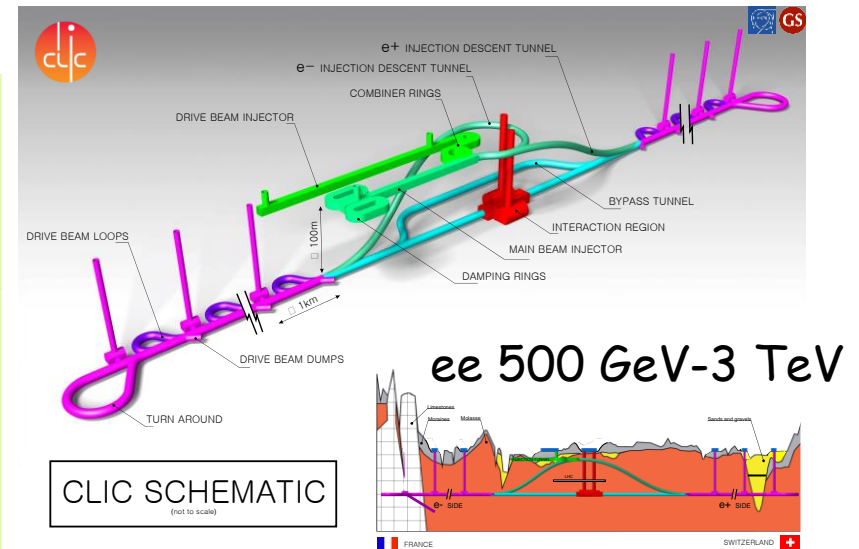 clic
GS
e+ INJECTION DESCENT TUNNEL
e- INJECTION DESCENT TUNNEL
COMBINER RINGS
DRIVE BEAM INJECTOR
BYPASS TUNNEL
INTERACTION REGION
MAIN BEAM INJECTOR
DAMPING RINGS
□ 100m
□ 1km
DRIVE BEAM LOOPS
DRIVE BEAM DUMPS
TURN AROUND
CLIC SCHEMATIC
(not to scale)
ee 500 GeV-3 TeV
Limestones
Moraines
Molasse
Sands and gravels
LHC
e- SIDE
e+ SIDE
FRANCE
SWITZERLAND